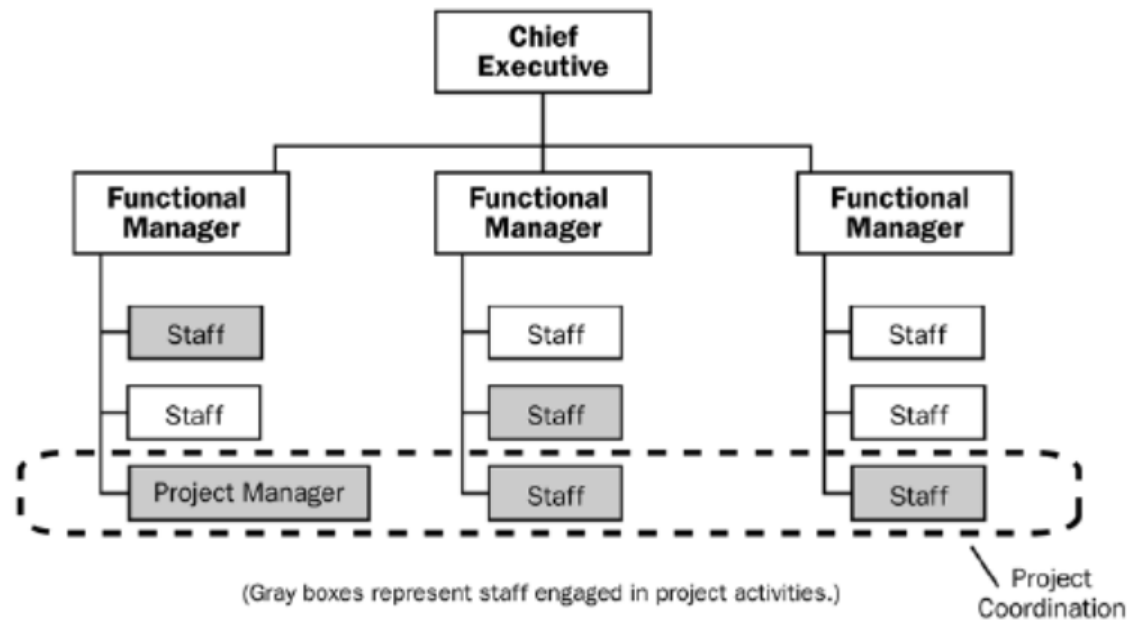 Chief
Executive
Functional
Manager
Functional
Manager
Functional
Manager
Staff
Staff
Staff
Staff
Staff
Staff
Project Manager
Staff
Staff
(Gray boxes represent staff engaged in project activities.)
Project
Coordination